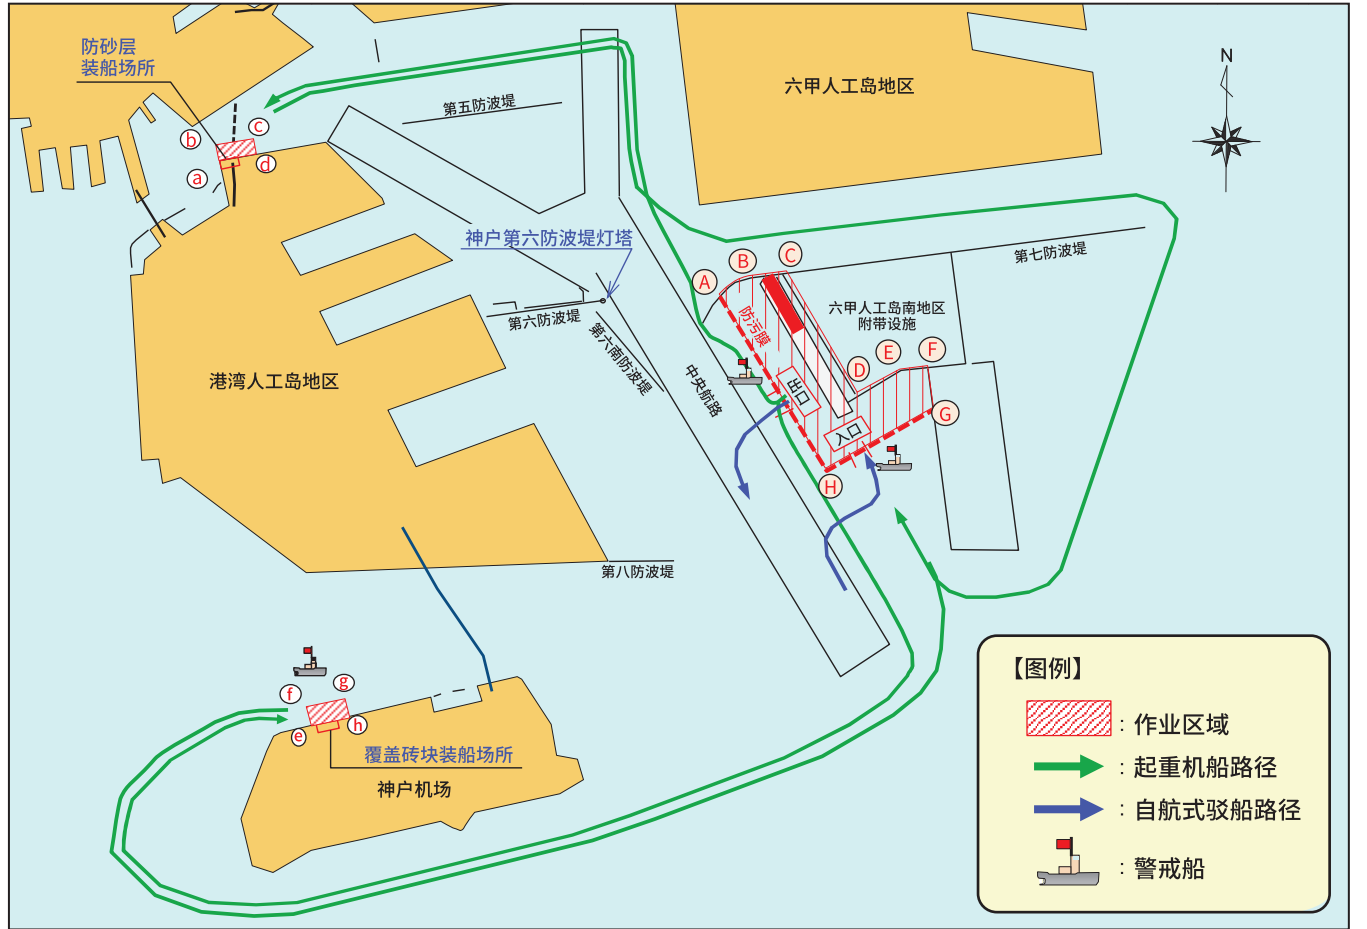 防砂层
装船场所
第五防波堤
六甲人工岛地区
N
b
c
a
d
神户第六防波堤灯塔
A
B
C
第七防波堤
六甲人工岛南地区
附带设施
防污膜
第六防波堤
第六南防波堤
中央航路
D
E
F
G
H
出口
入口
港湾人工岛地区
第八防波堤
f
g
e
h
覆盖砖块装船场所
神户机场
【图例】
: 作业区域
: 起重机船路径
: 自航式驳船路径
: 警戒船